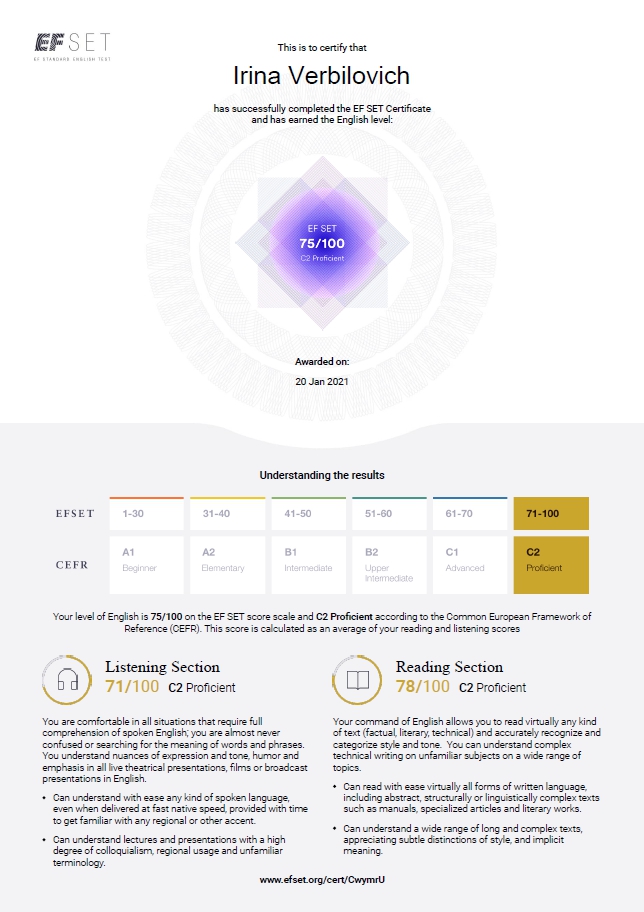 EF SET
EF STANDARD ENGLISH TEST
This is to certify that
Irina Verbilovich
has successfully completed the EF SET Certificate
and has earned the English level:
EF SET
75/100
C2 Proficient
Awarded on:
20 Jan 2021
Understanding the results
EFSET 1-30 31-40 41-50 51-60 61-70 71-100
CEFR A1 A2 B1 B2 C1 C2
Beginner Elementary Intermediate Upper Intermediate Advanced Proficient
Your level of English is 75/100 on the EF SET score scale and C2 Proficient according to the Common European Framework of
Reference (CEFR). This score is calculated as an average of your reading and listening scores
Listening Section
71/100 C2 Proficient
You are comfortable in all situations that require full
comprehension of spoken English; you are almost never
confused or searching for the meaning of words and phrases.
You understand nuances of expression and tone, humor and
emphasis in all live theatrical presentations, films or broadcast
presentations in English.
• Can understand with ease any kind of spoken language,
even when delivered at fast native speed, provided with time
to get familiar with any regional or other accent.
• Can understand lectures and presentations with a high
degree of colloquialism, regional usage and unfamiliar
terminology.
Reading Section
78/100 C2 Proficient
Your command of English allows you to read virtually any kind
of text (factual, literary, technical) and accurately recognize and
categorize style and tone. You can understand complex
technical writing on unfamiliar subjects on a wide range of
topics.
• Can read with ease virtually all forms of written language,
including abstract, structurally or linguistically complex texts
such as manuals, specialized articles and literary works.
• Can understand a wide range of long and complex texts,
appreciating subtle distinctions of style, and implicit
meaning.
www.efset.org/cert/CwymrU